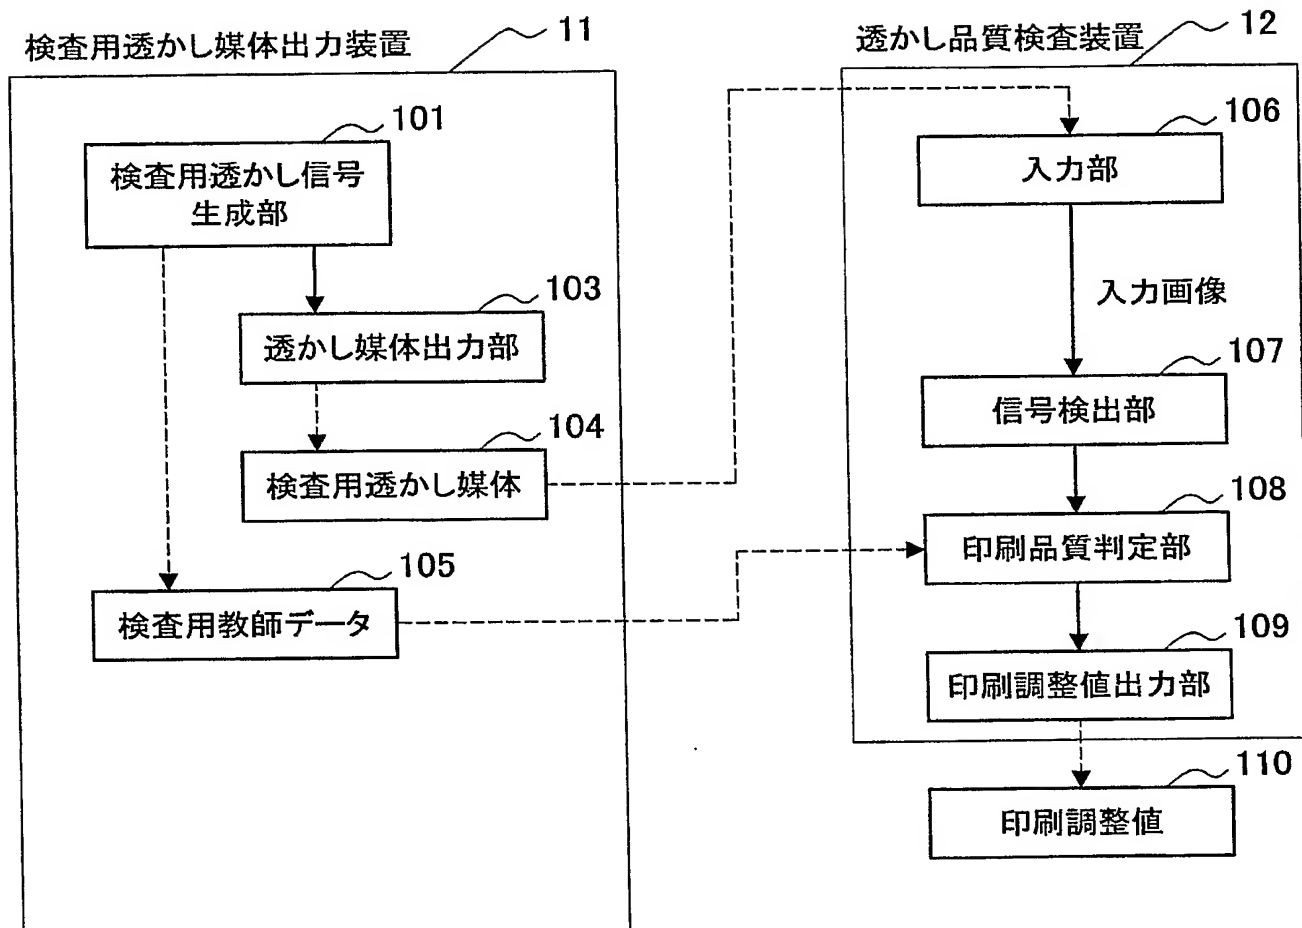 検査用透かし媒体出力装置
11
101
検査用透かし信号
生成部
103
透かし媒体出力部
104
検査用透かし媒体
105
検査用教師データ
透かし品質検査装置
12
106
入力部
入力画像
107
信号検出部
108
印刷品質判定部
109
印刷調整値出力部
110
印刷調整値